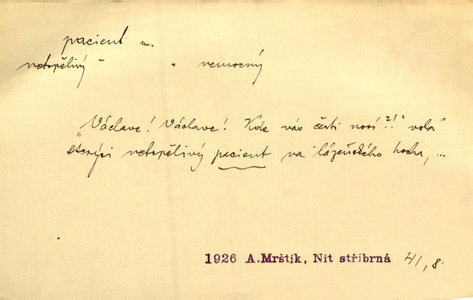 pacient m.
netrpělivý - nemocný
"Václave! Václave! Kde vás čerti nosí?!" volá
starý netrpělivý pacient na lázeňského hocha, ...
1926 A.Mrštík, Nit stříbrná 41, 8.